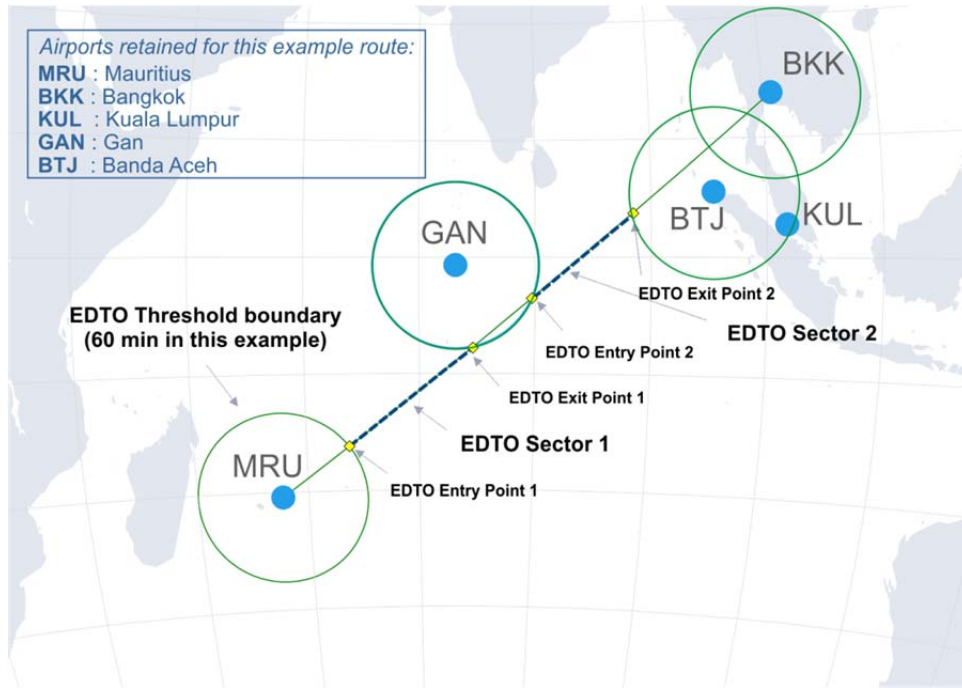 Airports retained for this example route:
MRU : Mauritius
BKK : Bangkok
KUL : Kuala Lumpur
GAN : Gan
BTJ : Banda Aceh
BKK
BTJ
KUL
GAN
EDTO Exit Point 2
EDTO Threshold boundary
(60 min in this example)
EDTO Sector 2
EDTO Entry Point 2
EDTO Exit Point 1
EDTO Sector 1
MRU
EDTO Entry Point 1